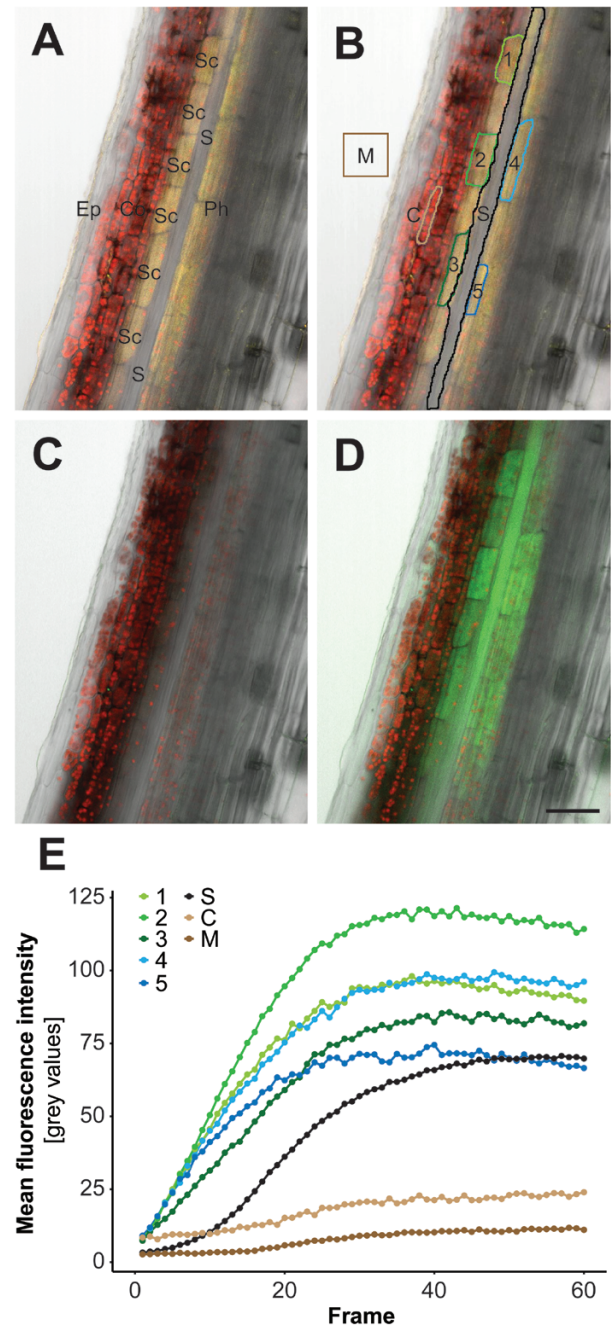 A
Sc
Sc
S
Sc
Ep Co Sc Ph
Sc
Sc
S
B
1
M
2
4
C
S
3
5
C
D
E
125
100
75
50
25
0
Mean fluorescence intensity
[grey values]
1 S
2 C
3 M
4
5
0 20 40 60
Frame